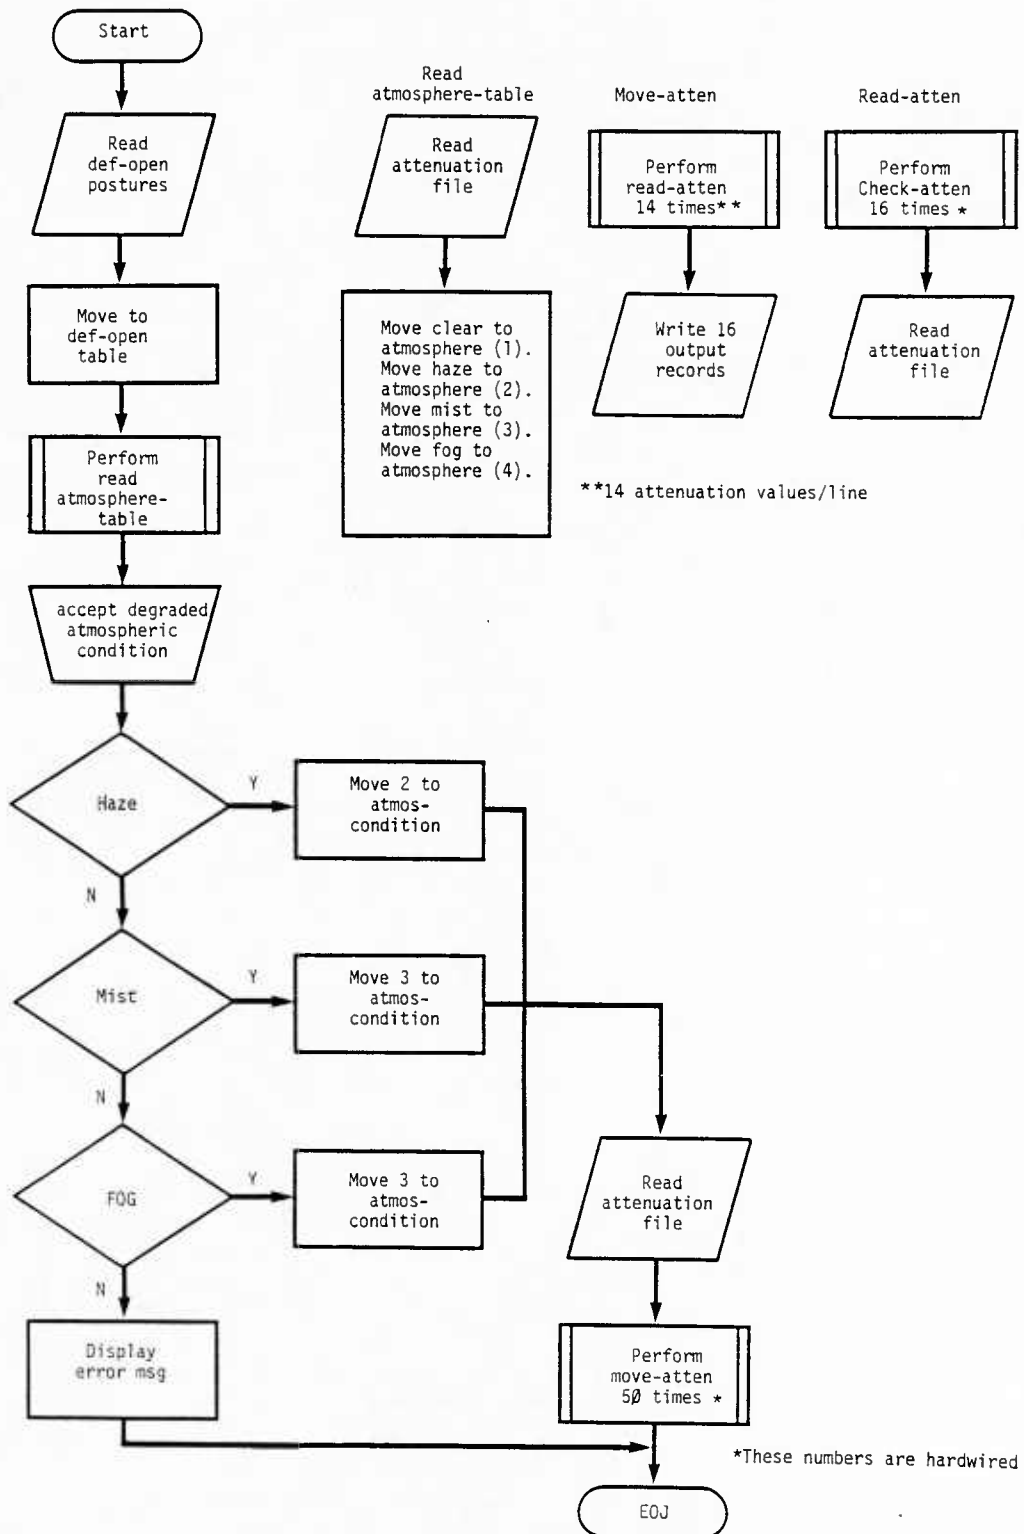 Start
Read
def-open
postures
Move to
def-open
table
Perform
read
atmosphere-
table
accept degraded
atmospheric
condition
Haze
Y
N
Move 2 to
atmos-
condition
Mist
Y
N
Move 3 to
atmos-
condition
FOG
Y
N
Move 3 to
atmos-
condition
Display
error msg
Read
attenuation
file
Perform
move-atten
50 times *
EOJ
*These numbers are hardwired
Read
atmosphere-table
Read
attenuation
file
Move clear to
atmosphere (1).
Move haze to
atmosphere (2).
Move mist to
atmosphere (3).
Move fog to
atmosphere (4).
Move-atten
Perform
read-atten
14 times**
Write 16
output
records
**14 attenuation values/line
Read-atten
Perform
Check-atten
16 times *
Read
attenuation
file